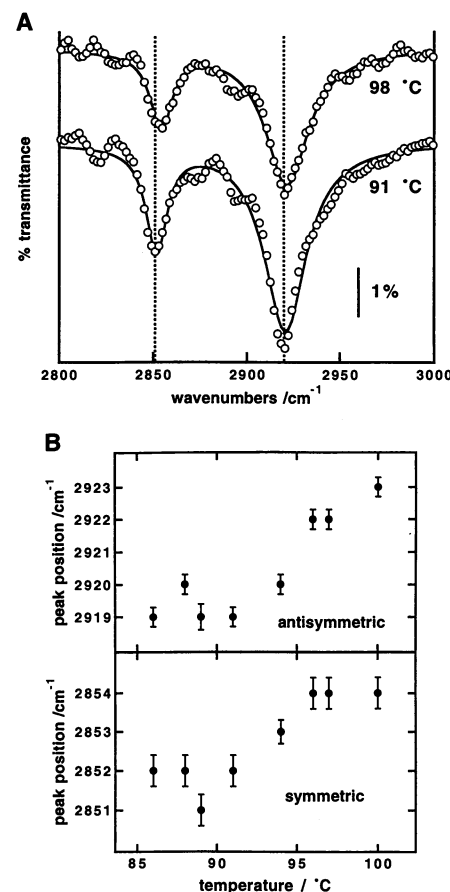 A
98 °C
91 °C
1%
% transmittance
2800 2850 2900 2950 3000
wavenumbers /cm⁻¹
B
2923
2922
2921
2920
2919
peak position /cm⁻¹
antisymmetric
2854
2853
2852
2851
peak position/cm⁻¹
symmetric
85 90 95 100
temperature / °C